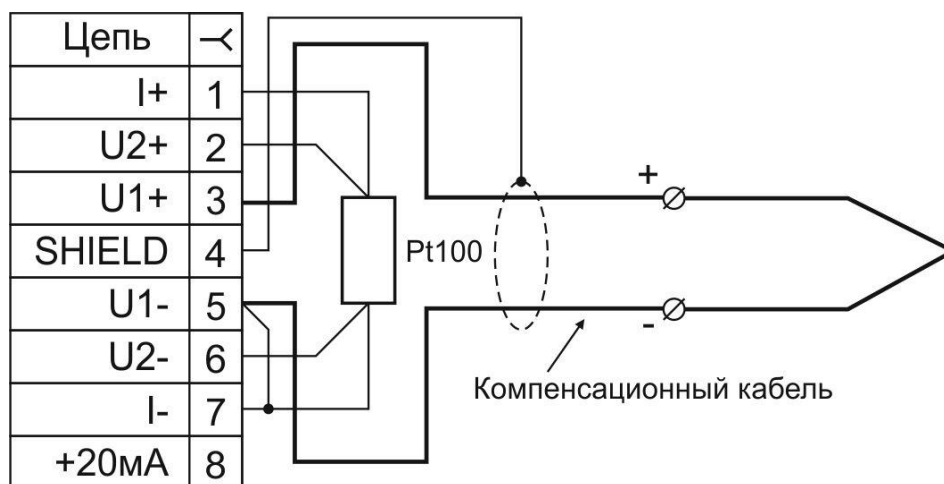 Цепь
I+ 1
U2+ 2
U1+ 3
SHIELD 4
U1- 5
U2- 6
I- 7
+20мА 8
Pt100
+
-
Компенсационный кабель